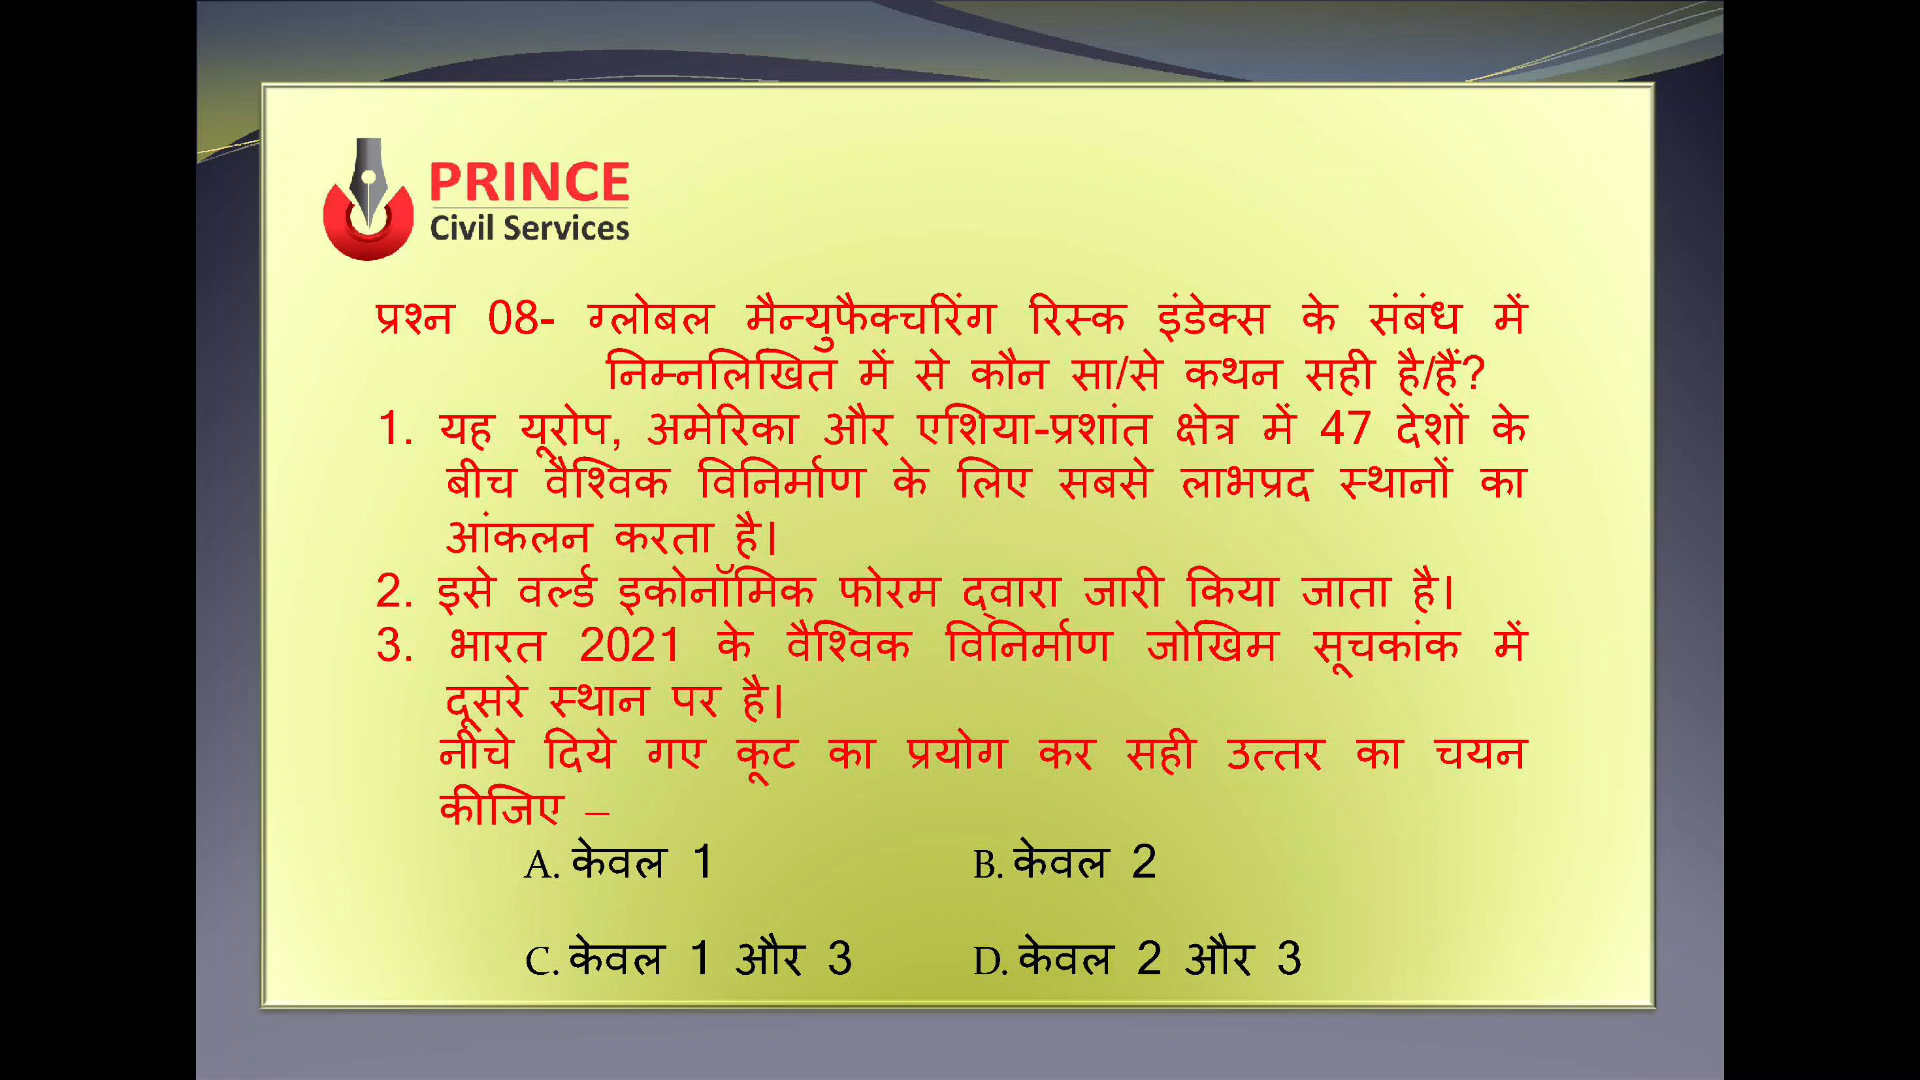 PRINCE
Civil Services
प्रश्न 08- ग्लोबल मैन्युफैक्चरिंग रिस्क इंडेक्स के संबंध में
निम्नलिखित में से कौन सा/से कथन सही है/हैं?
1. यह यूरोप, अमेरिका और एशिया-प्रशांत क्षेत्र में 47 देशों के
बीच वैश्विक विनिर्माण के लिए सबसे लाभप्रद स्थानों का
आंकलन करता है।
2. इसे वर्ल्ड इकोनॉमिक फोरम द्वारा जारी किया जाता है।
3. भारत 2021 के वैश्विक विनिर्माण जोखिम सूचकांक में
दूसरे स्थान पर है।
नीचे दिये गए कूट का प्रयोग कर सही उत्तर का चयन
कीजिए –
A. केवल 1 B. केवल 2
C. केवल 1 और 3 D. केवल 2 और 3